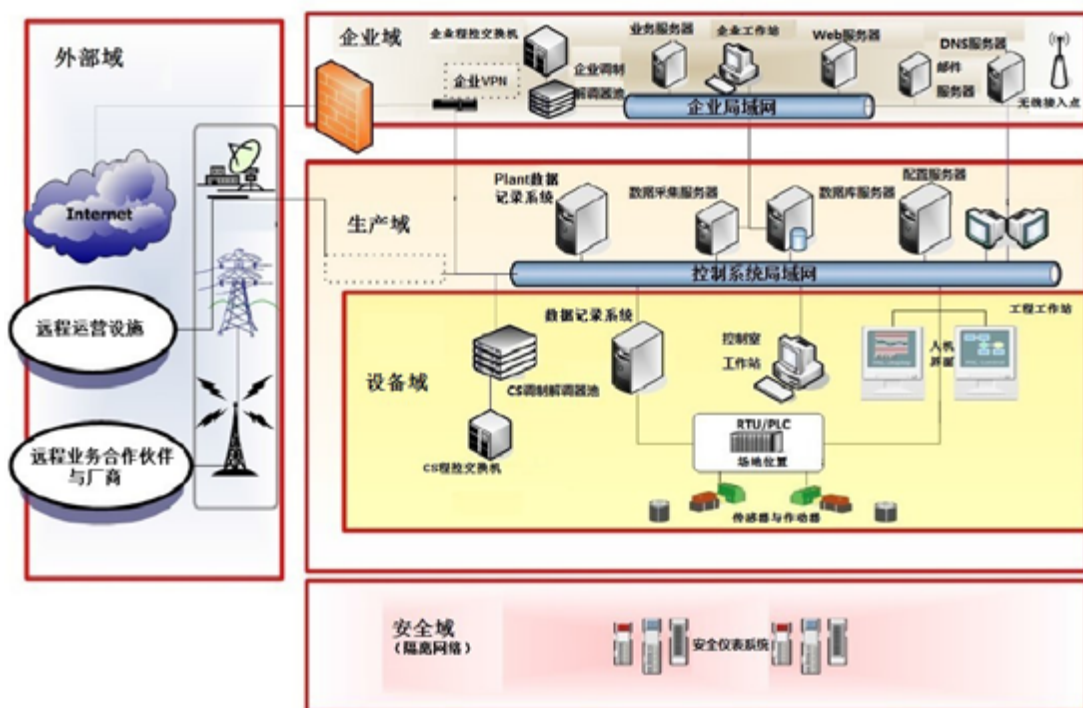 外部域
Internet
远程运营设施
远程业务合作伙伴
与厂商
企业域
企业程控交换机
企业VPN
企业调制
解调器池
业务服务器
企业工作站
Web服务器
DNS服务器
邮件
服务器
无线接入点
企业局域网
生产域
Plant数据
记录系统
数据采集服务器
数据库服务器
配置服务器
控制系统局域网
设备域
数据记录系统
控制室
工作站
工程工作站
人机
CS调制解调器池
CS程控交换机
RTU/PLC
场地位置
传感器与作动器
安全域
（隔离网络）
安全仪表系统